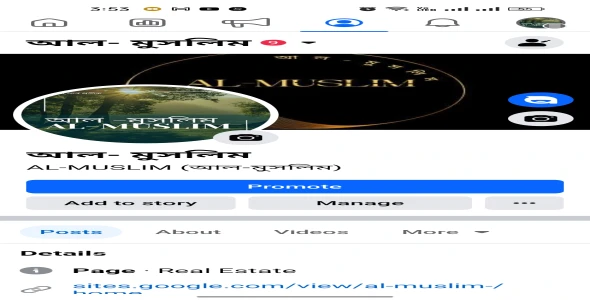 3:53
আল- মুসলিম 9
আল মুসলিম
AL-MUSLIM
আল –মুসলিম
AL-MUSLIM
আল- মুসলিম
AL-MUSLIM (আল-মুসলিম)
Promote
Add to story Manage ...
Posts About Videos More
Details
Page · Real Estate
sites.google.com/view/al-muslim-/
home